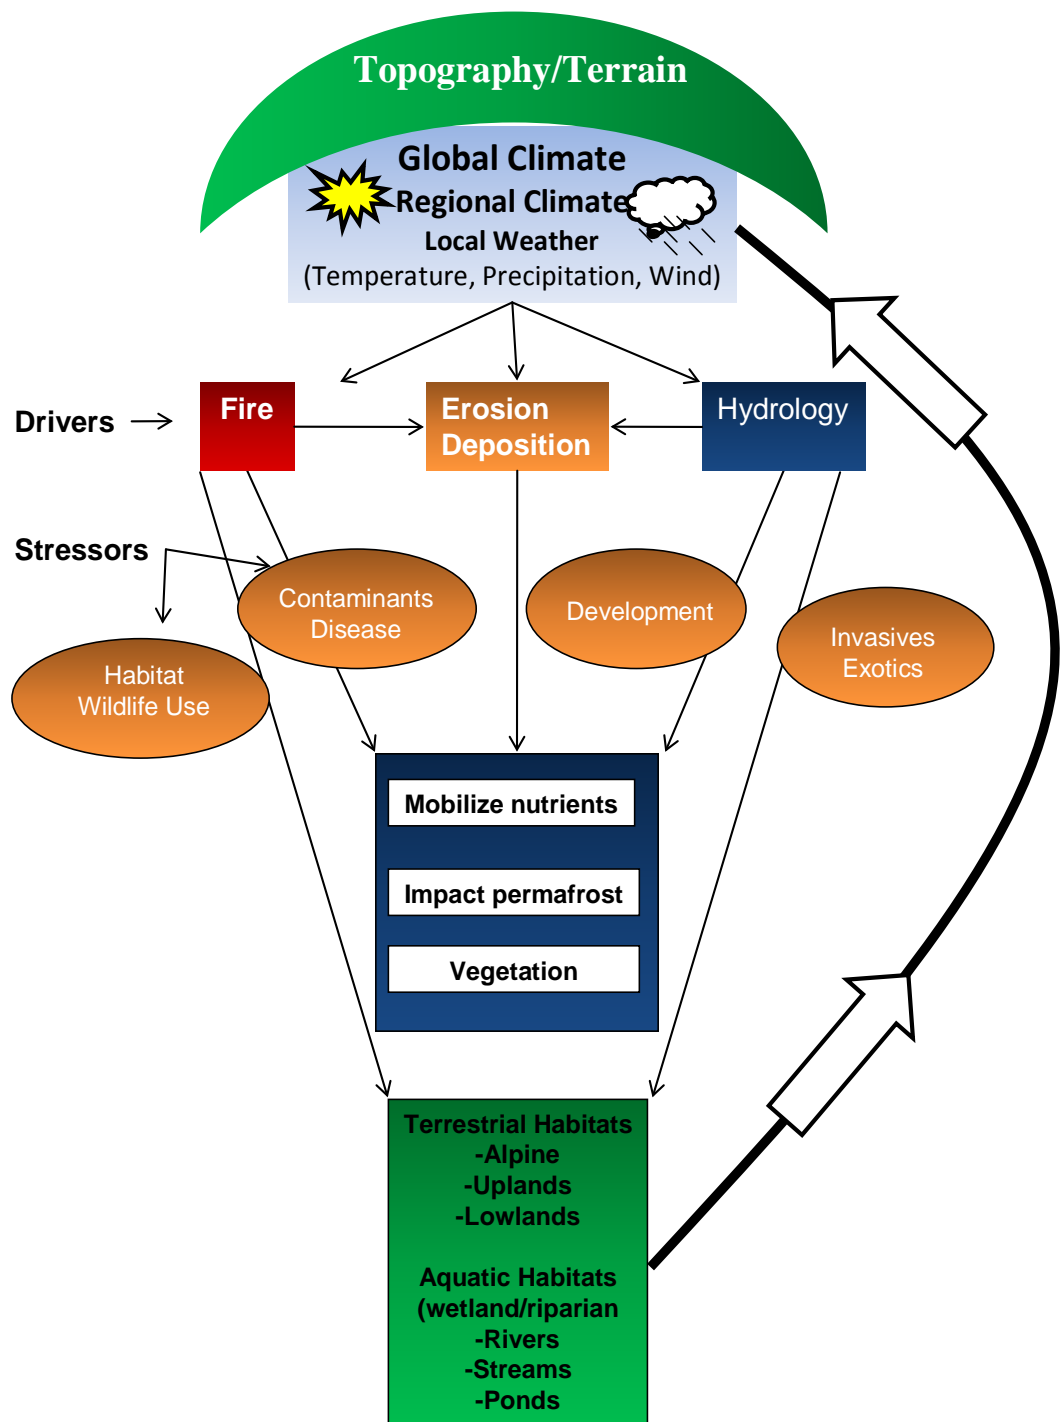 Topography/Terrain
Global Climate
Regional Climate
Local Weather
(Temperature, Precipitation, Wind)
Drivers
Fire
Erosion
Deposition
Hydrology
Stressors
Contaminants
Disease
Development
Invasives
Exotics
Habitat
Wildlife Use
Mobilize nutrients
Impact permafrost
Vegetation
Terrestrial Habitats
-Alpine
-Uplands
-Lowlands
Aquatic Habitats
(wetland/riparian
-Rivers
-Streams
-Ponds